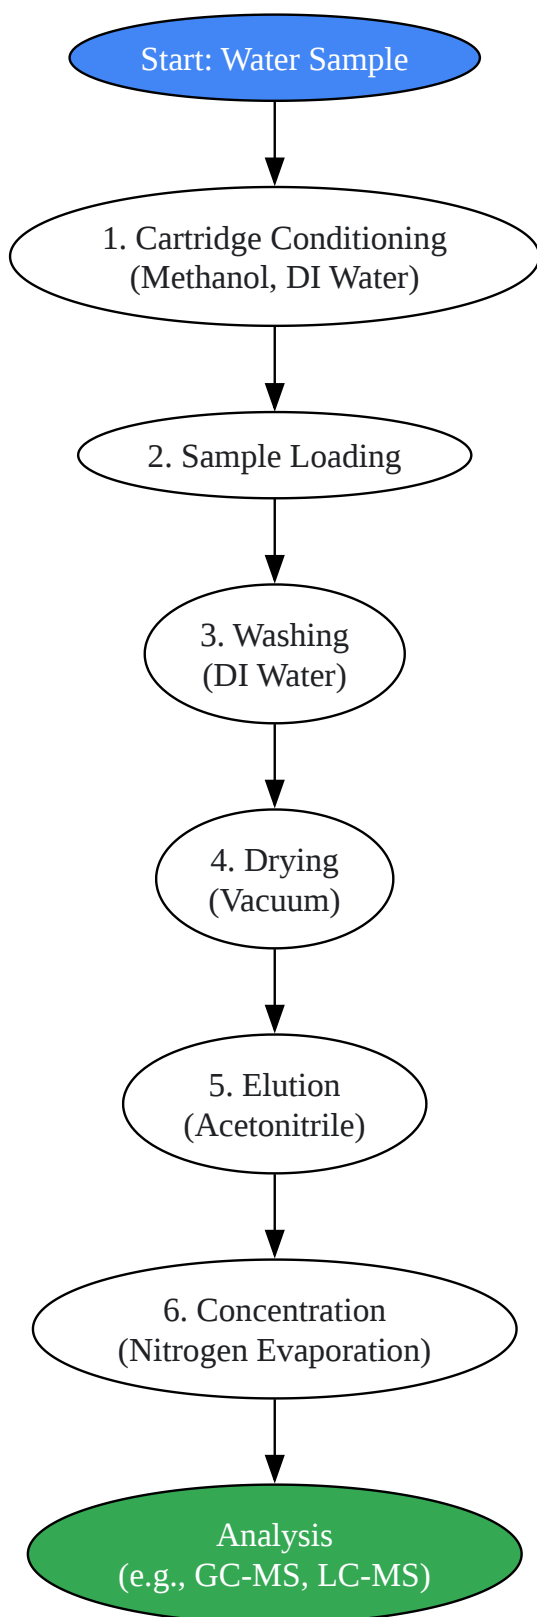 Start: Water Sample
1. Cartridge Conditioning
(Methanol, DI Water)
2. Sample Loading
3. Washing
(DI Water)
4. Drying
(Vacuum)
5. Elution
(Acetonitrile)
6. Concentration
(Nitrogen Evaporation)
Analysis
(e.g., GC-MS, LC-MS)